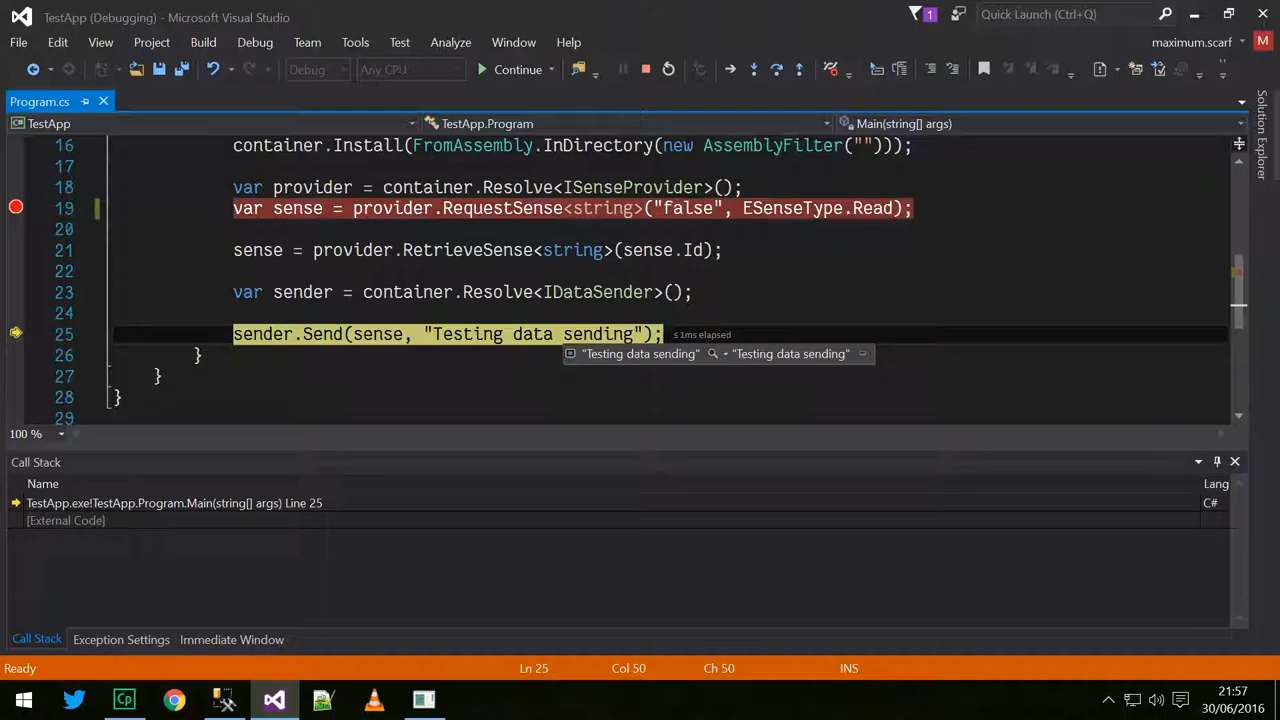 TestApp (Debugging) - Microsoft Visual Studio
1
Quick Launch (Ctrl+Q)
File Edit View Project Build Debug Team Tools Test Analyze Window Help
maximum.scarf M
Debug Any CPU Continue
Program.cs
TestApp TestApp.Program Main(string[] args)
16 container.Install(FromAssembly.InDirectory(new AssemblyFilter("")));
17
18 var provider = container.Resolve<ISenseProvider>();
19 var sense = provider.RequestSense<string>("false", ESenseType.Read);
20
21 sense = provider.RetrieveSense<string>(sense.Id);
22
23 var sender = container.Resolve<IDataSender>();
24
25 sender.Send(sense, "Testing data sending"); ≤1ms elapsed
"Testing data sending" "Testing data sending"
26 }
27 }
28 }
29
100 %
Call Stack
Name Lang
TestApp.exe!TestApp.Program.Main(string[] args) Line 25 C#
[External Code]
Call Stack Exception Settings Immediate Window
Solution Explorer
Ready Ln 25 Col 50 Ch 50 INS
Cp
21:57
30/06/2016